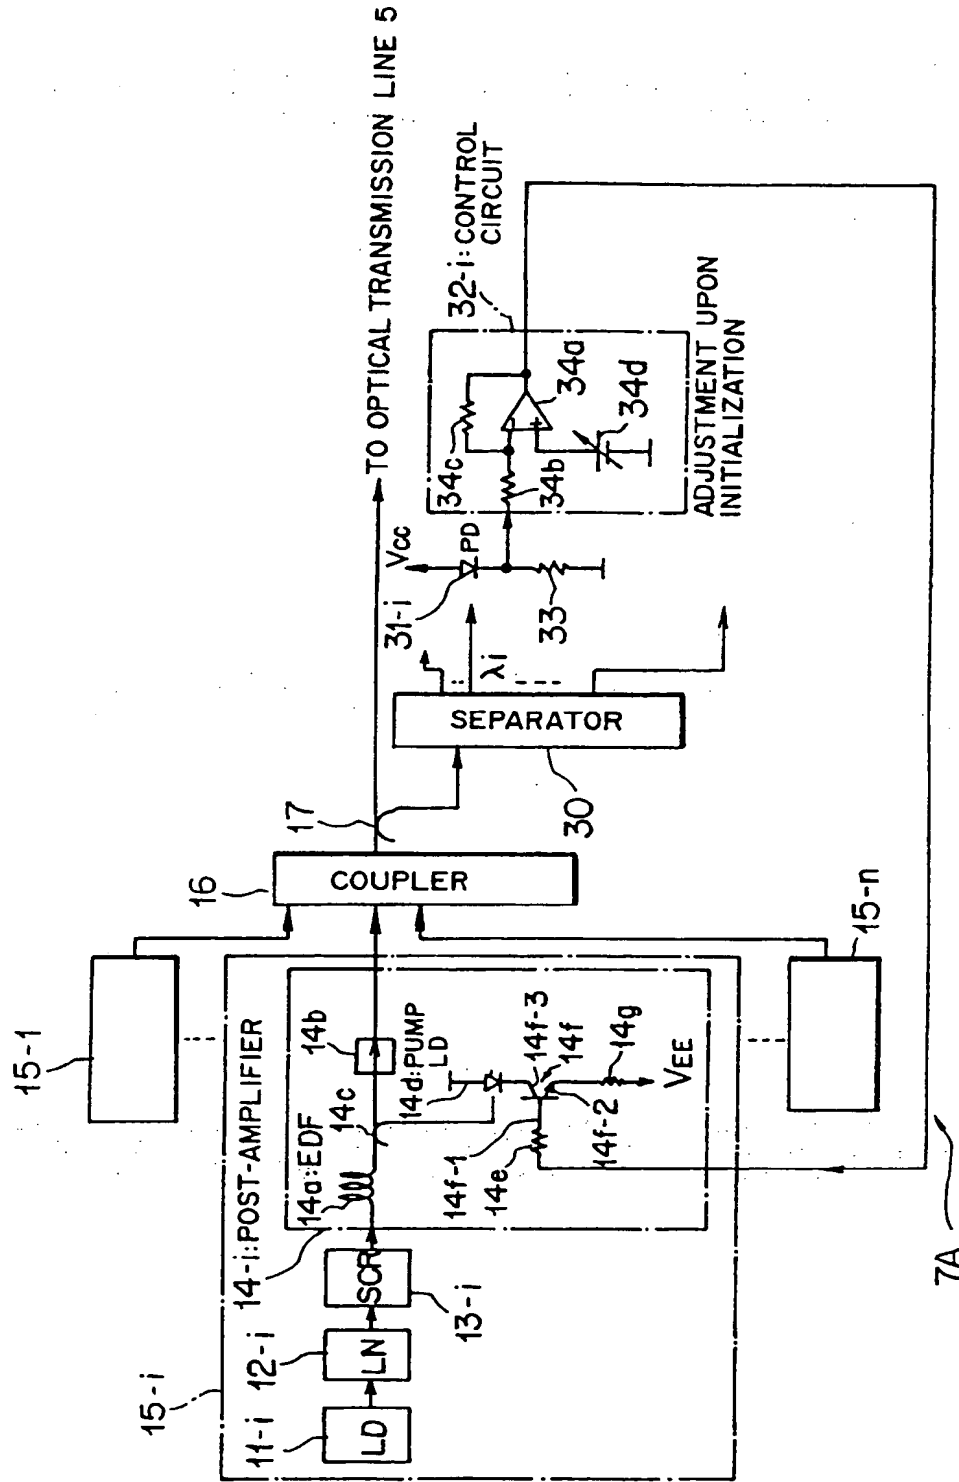 15-1
15-i
14-i:POST-AMPLIFIER
11-i
LD
12-i
LN
13-i
SCR
14a:EDF
14c
14b
14d:PUMP
LD
14f-1
14e
14f-3
14f
14f-2
14g
VEE
15-n
16
COUPLER
17
TO OPTICAL TRANSMISSION LINE 5
SEPARATOR
30
λi
31-i
Vcc
PD
33
32-i:CONTROL
CIRCUIT
34c
34b
34a
34d
ADJUSTMENT UPON
INITIALIZATION
7A